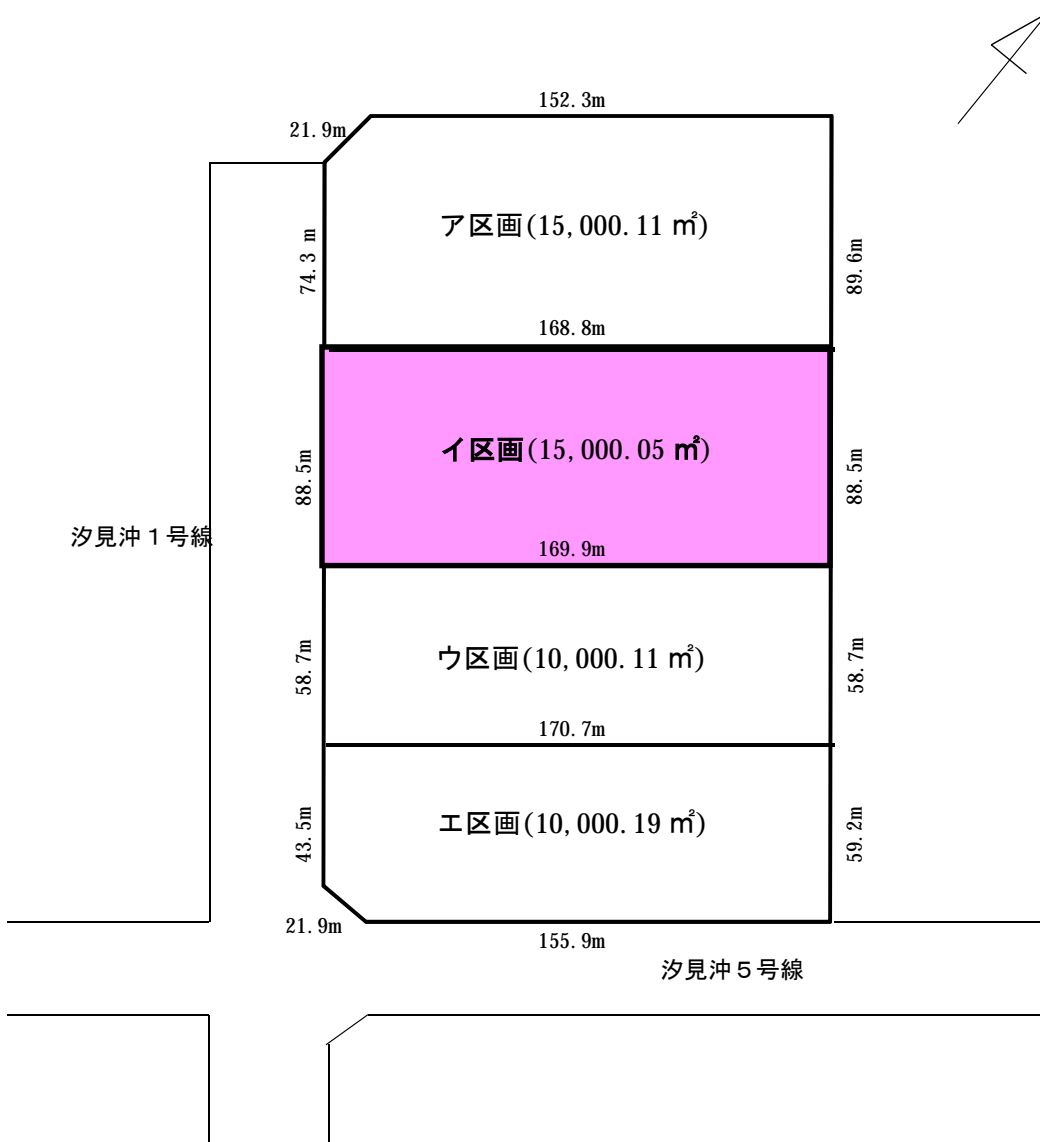 152.3m
21.9m
ア区画(15,000.11 ㎡)
74.3 m
89.6m
168.8m
イ区画(15,000.05 ㎡)
88.5m
88.5m
汐見沖１号線
169.9m
58.7m
ウ区画(10,000.11 ㎡)
58.7m
170.7m
43.5m
エ区画(10,000.19 ㎡)
59.2m
21.9m
155.9m
汐見沖５号線